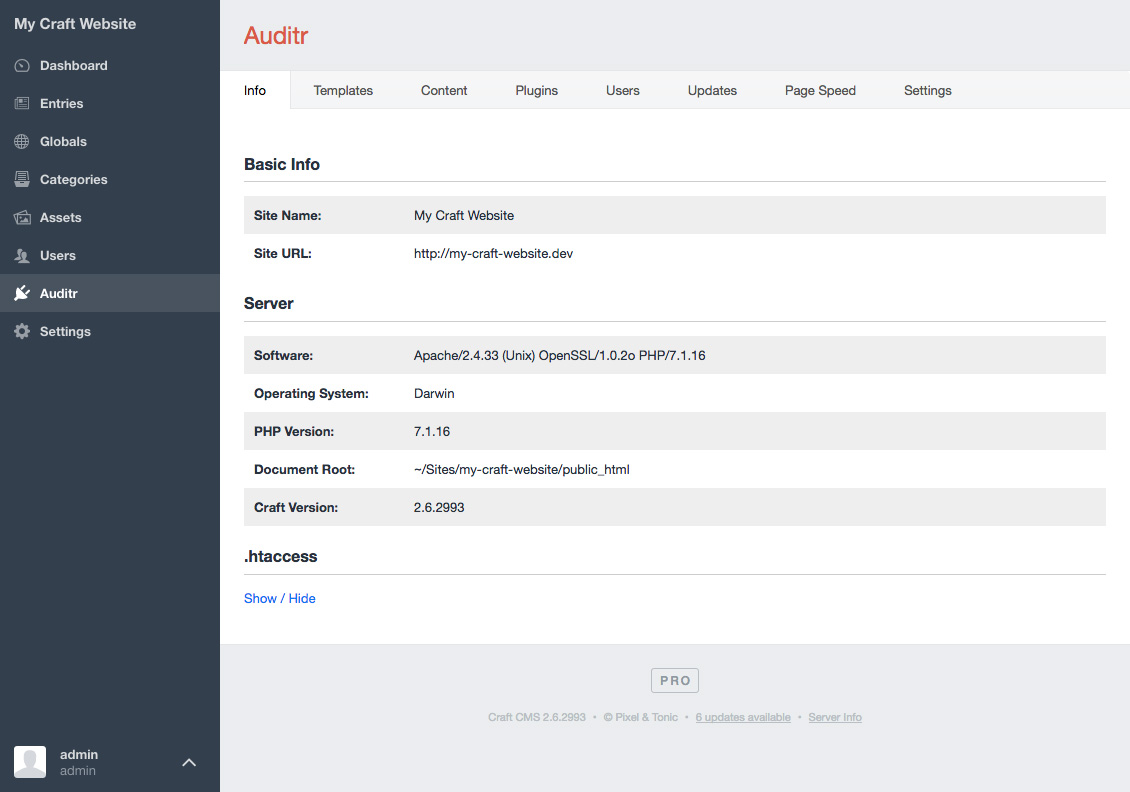 My Craft Website
Dashboard
Entries
Globals
Categories
Assets
Users
Auditr
Settings
admin
admin
Auditr
Info Templates Content Plugins Users Updates Page Speed Settings
Basic Info
Site Name: My Craft Website
Site URL: http://my-craft-website.dev
Server
Software: Apache/2.4.33 (Unix) OpenSSL/1.0.2o PHP/7.1.16
Operating System: Darwin
PHP Version: 7.1.16
Document Root: ~/Sites/my-craft-website/public_html
Craft Version: 2.6.2993
.htaccess
Show / Hide
PRO
Craft CMS 2.6.2993 • © Pixel & Tonic • 6 updates available • Server Info